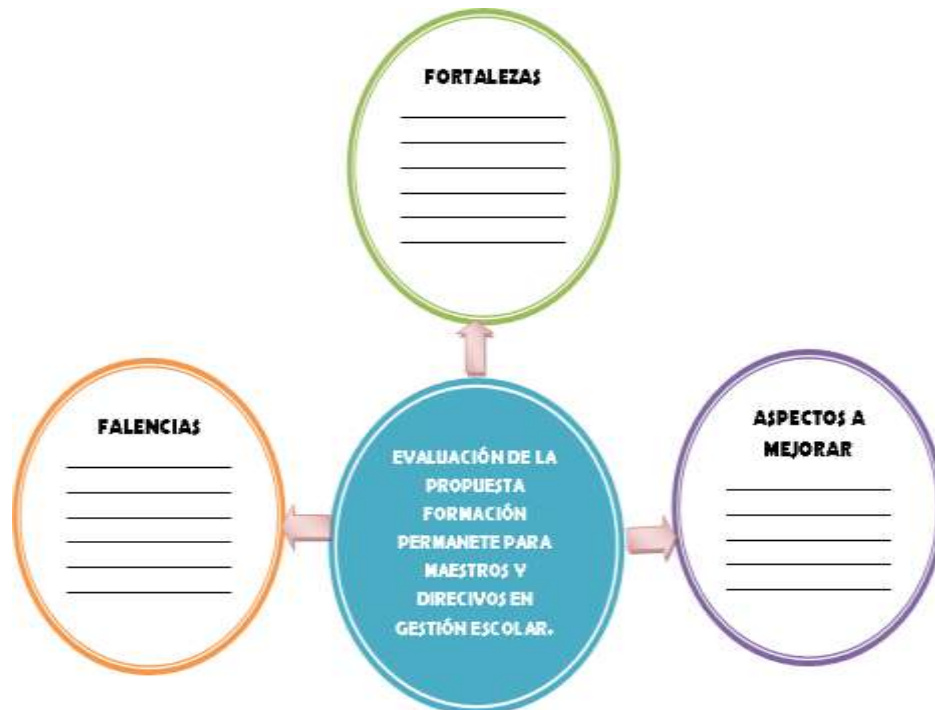 FORTALEZAS
FALENCIAS
EVALUACIÓN DE LA
PROPUESTA
FORMACIÓN
PERMANETE PARA
MAESTROS Y
DIRECIVOS EN
GESTIÓN ESCOLAR.
ASPECTOS A
MEJORAR